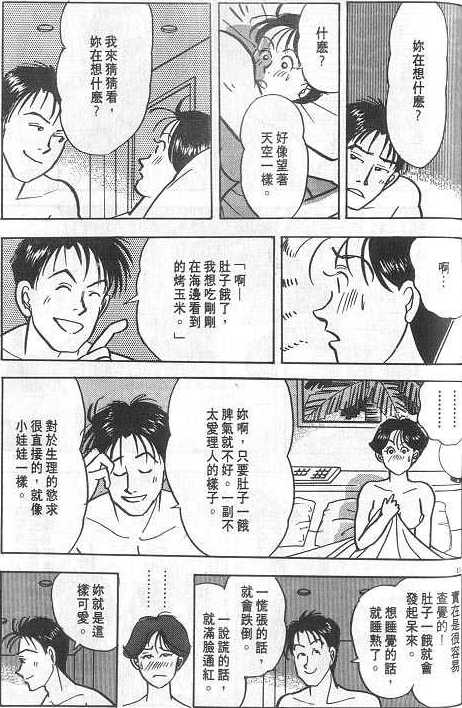 妳在想什麼?
什麼?
好像望著
天空一樣。
我來猜猜看,
妳在想什麼?
啊…
「啊—
肚子餓了,
我想吃剛剛
在海邊看到
的烤玉米。」
………
妳啊,只要肚子一餓
脾氣就不好。一副不
太愛理人的樣子。
對於生理的慾求
很直接的,就像
小娃娃一樣。
實在是很容易
查覺的!
肚子一餓就會
發起呆來。
想睡覺的話,
就睡熟了。
一慌張的話,
就會跌倒。
一說謊的話,
就滿臉通紅。
………
妳就是這
樣可愛。